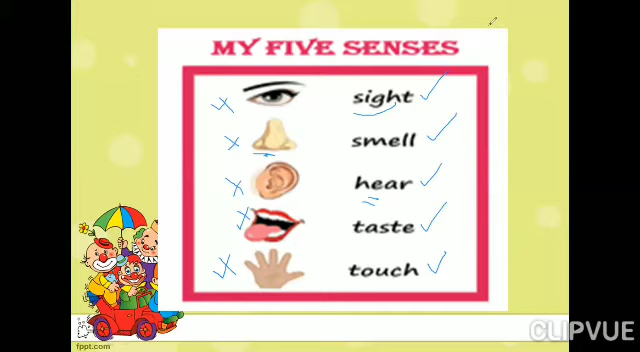 MY FIVE SENSES
sight
smell
hear
taste
touch
fppt.com
CLIPVUE